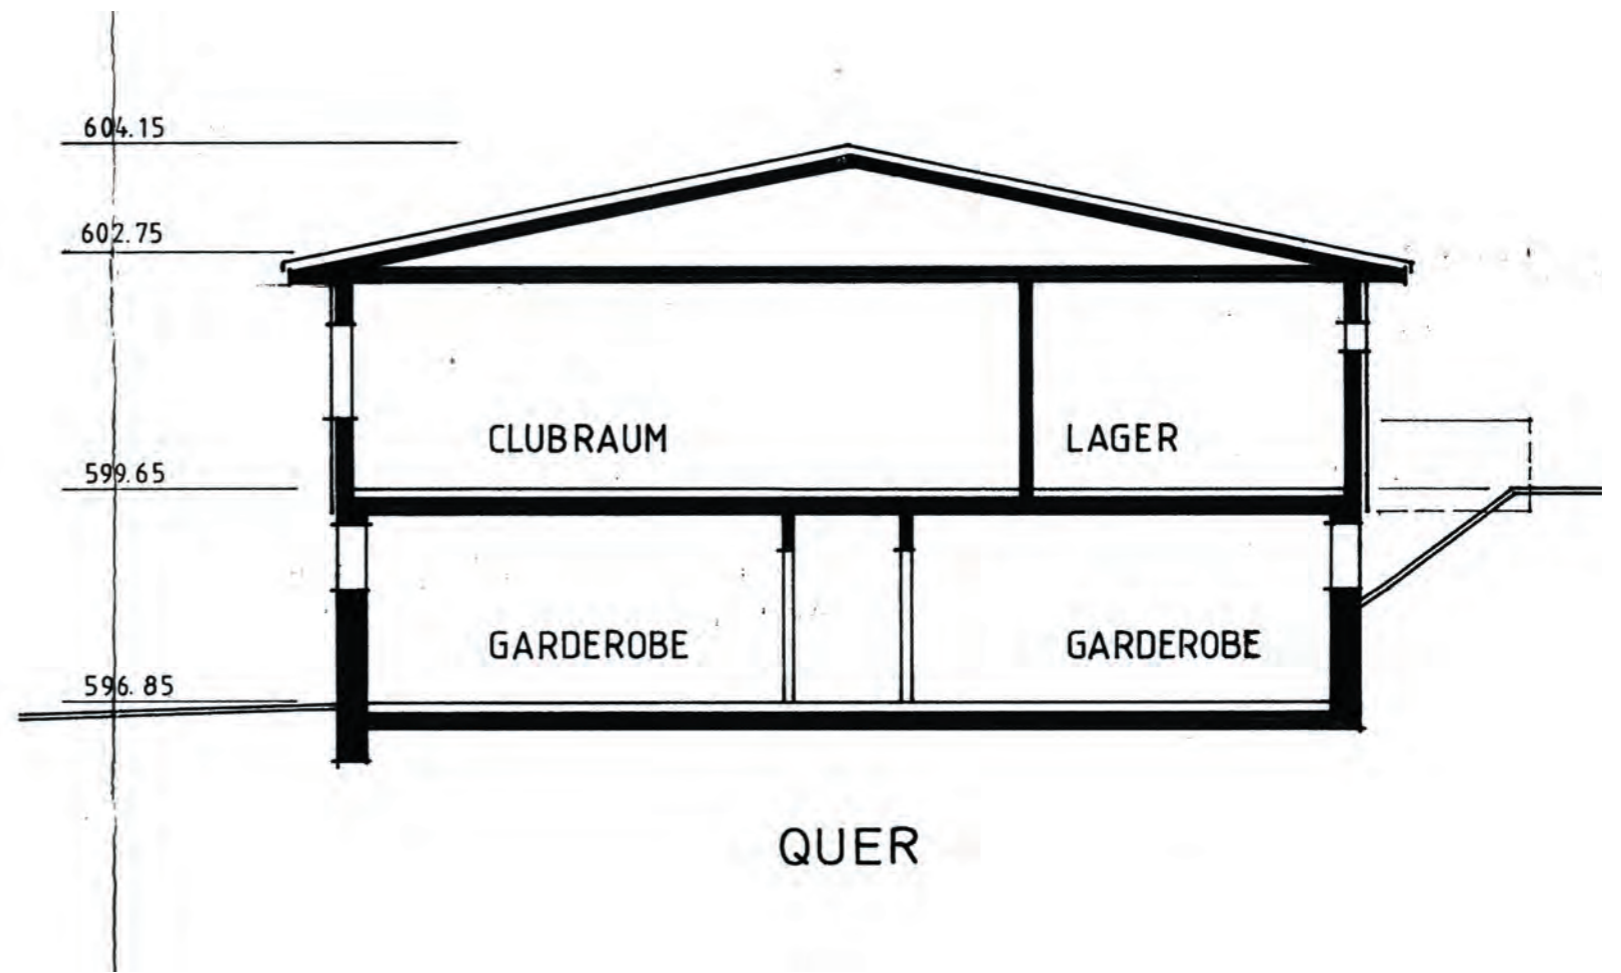 604.15
602.75
CLUBRAUM
LAGER
599.65
GARDEROBE
GARDEROBE
596.85
QUER